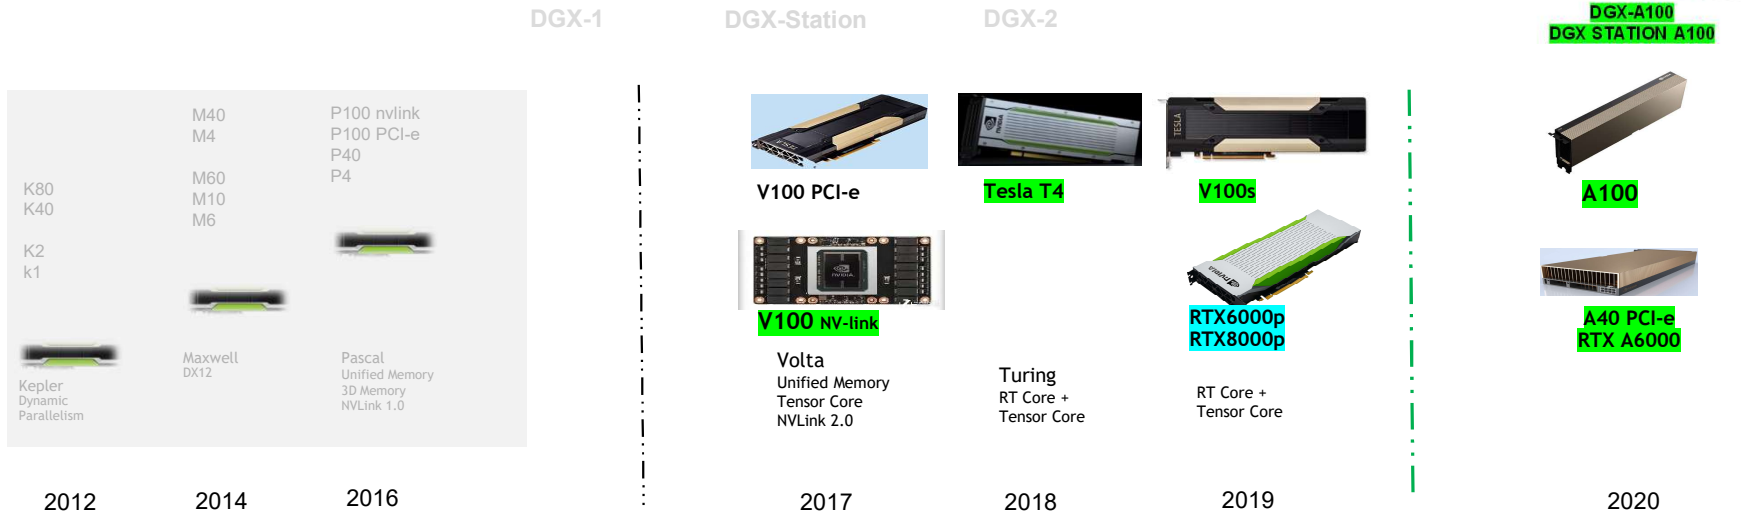 DGX-1
DGX-Station
DGX-2
DGX-A100
DGX STATION A100
K80
K40
K2
k1
Kepler
Dynamic
Parallelism
2012
M40
M4
M60
M10
M6
Maxwell
DX12
2014
P100 nvlink
P100 PCI-e
P40
P4
Pascal
Unified Memory
3D Memory
NVLink 1.0
2016
V100 PCI-e
NVIDIA
V100 NV-link
Volta
Unified Memory
Tensor Core
NVLink 2.0
2017
NVIDIA
Tesla T4
Turing
RT Core +
Tensor Core
2018
TESLA
V100s
NVIDIA
RTX6000p
RTX8000p
RT Core +
Tensor Core
2019
A100
A40 PCI-e
RTX A6000
2020